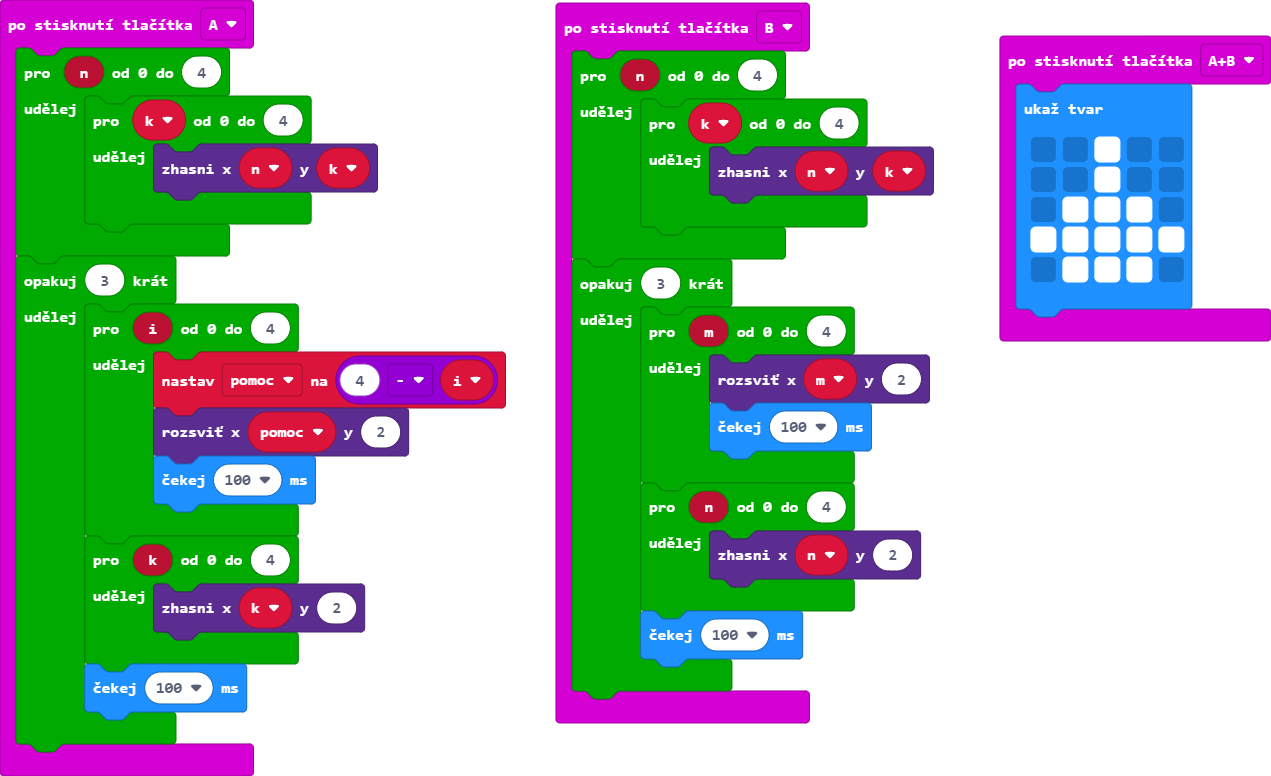 po stisknutí tlačítka A
pro n od 0 do 4
udělej
pro k od 0 do 4
udělej
zhasni x n y k
opakuj 3 krát
udělej
pro i od 0 do 4
udělej
nastav pomoc na 4 - i
rozsviť x pomoc y 2
čekej 100 ms
pro k od 0 do 4
udělej
zhasni x k y 2
čekej 100 ms
po stisknutí tlačítka B
pro n od 0 do 4
udělej
pro k od 0 do 4
udělej
zhasni x n y k
opakuj 3 krát
udělej
pro m od 0 do 4
udělej
rozsviť x m y 2
čekej 100 ms
pro n od 0 do 4
udělej
zhasni x n y 2
čekej 100 ms
po stisknutí tlačítka A+B
ukaž tvar